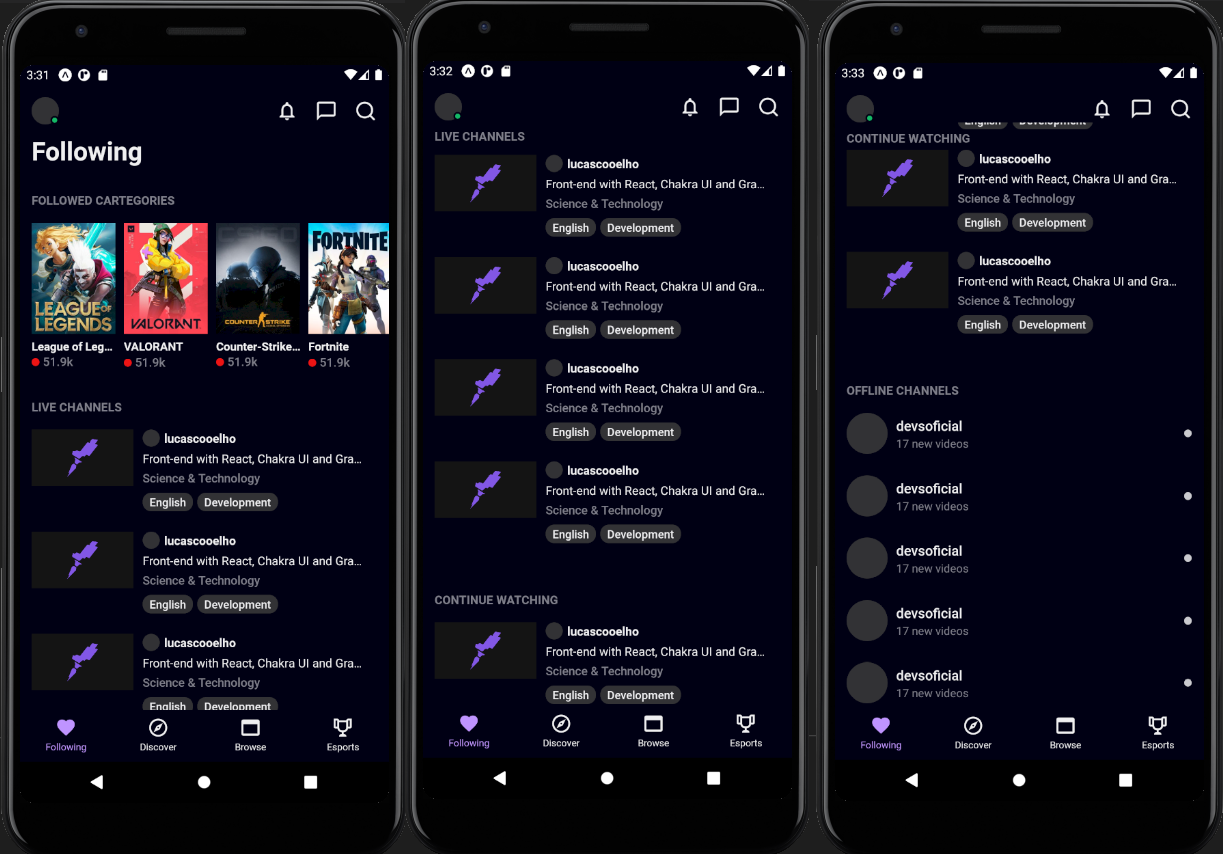 3:31
Following
FOLLOWED CARTEGORIES
LEAGUE OF
LEGENDS
VALORANT
CS:GO
COUNTER STRIKE
FORTNITE
League of Leg...
VALORANT
Counter-Strike...
Fortnite
51.9k
51.9k
51.9k
51.9k
LIVE CHANNELS
lucascooelho
Front-end with React, Chakra UI and Gra...
Science & Technology
English Development
lucascooelho
Front-end with React, Chakra UI and Gra...
Science & Technology
English Development
lucascooelho
Front-end with React, Chakra UI and Gra...
Science & Technology
English Development
Following Discover Browse Esports
3:32
LIVE CHANNELS
lucascooelho
Front-end with React, Chakra UI and Gra...
Science & Technology
English Development
lucascooelho
Front-end with React, Chakra UI and Gra...
Science & Technology
English Development
lucascooelho
Front-end with React, Chakra UI and Gra...
Science & Technology
English Development
lucascooelho
Front-end with React, Chakra UI and Gra...
Science & Technology
English Development
CONTINUE WATCHING
lucascooelho
Front-end with React, Chakra UI and Gra...
Science & Technology
English Development
Following Discover Browse Esports
3:33
English Development
CONTINUE WATCHING
lucascooelho
Front-end with React, Chakra UI and Gra...
Science & Technology
English Development
lucascooelho
Front-end with React, Chakra UI and Gra...
Science & Technology
English Development
OFFLINE CHANNELS
devsoficial
17 new videos
devsoficial
17 new videos
devsoficial
17 new videos
devsoficial
17 new videos
devsoficial
17 new videos
Following Discover Browse Esports